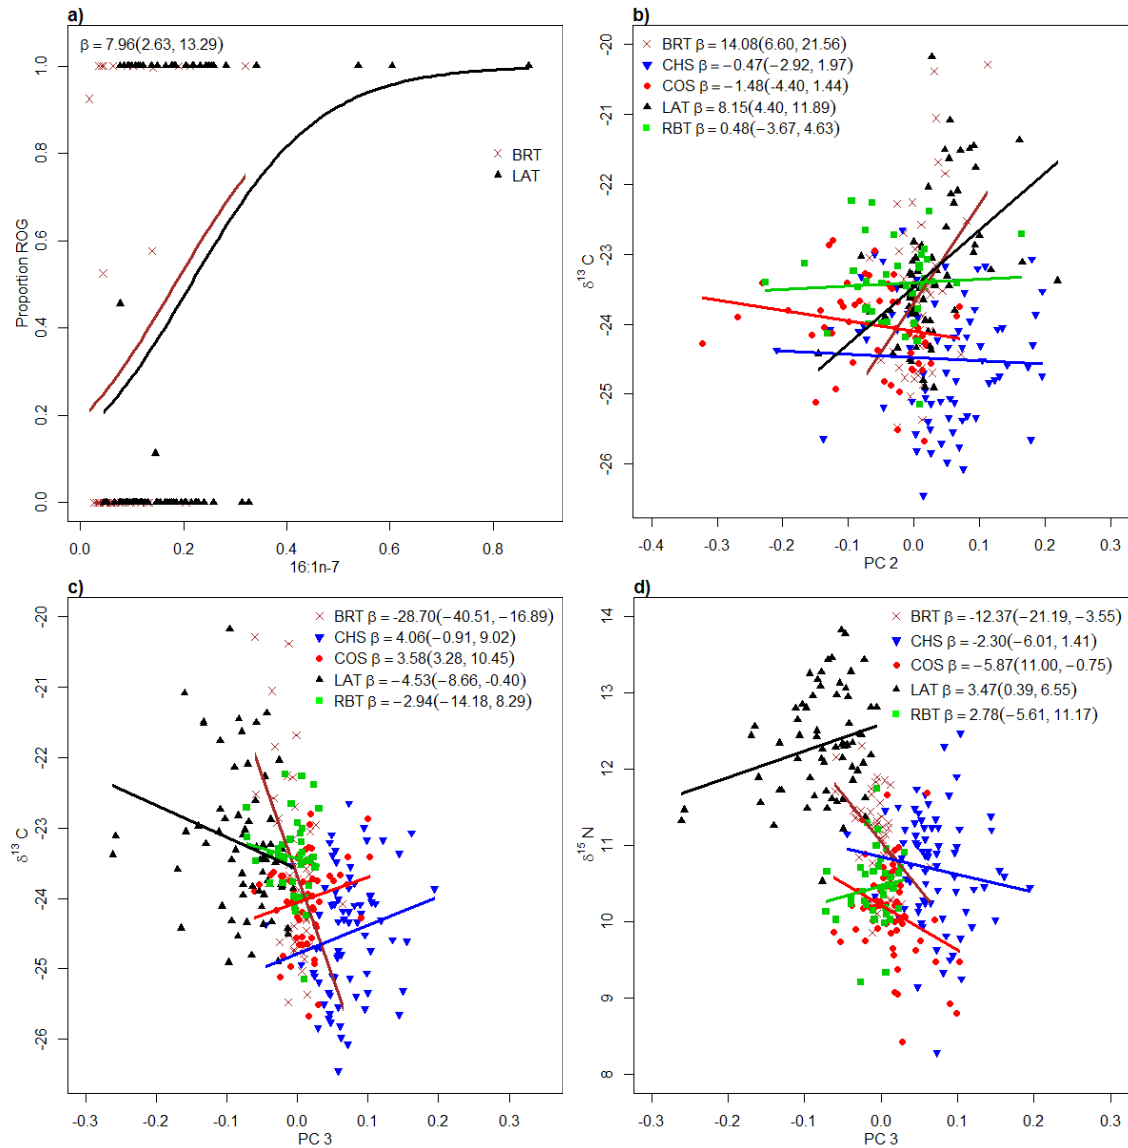 a)
β = 7.96(2.63, 13.29)
BRT
LAT
Proportion ROG
0.0
0.2
0.4
0.6
0.8
1.0
0.0 0.2 0.4 0.6 0.8
16:1n-7
b)
BRT β = 14.08(6.60, 21.56)
CHS β = −0.47(−2.92, 1.97)
COS β = −1.48(-4.40, 1.44)
LAT β = 8.15(4.40, 11.89)
RBT β = 0.48(−3.67, 4.63)
δ13 C
-20
-21
-22
-23
-24
-25
-26
-0.4 -0.3 -0.2 -0.1 0.0 0.1 0.2 0.3
PC 2
c)
BRT β = -28.70(−40.51, −16.89)
CHS β = 4.06(−0.91, 9.02)
COS β = 3.58(3.28, 10.45)
LAT β = −4.53(−8.66, −0.40)
RBT β = −2.94(−14.18, 8.29)
δ13 C
-20
-21
-22
-23
-24
-25
-26
-0.3 -0.2 -0.1 0.0 0.1 0.2 0.3
PC 3
d)
BRT β = -12.37(−21.19, −3.55)
CHS β = -2.30(−6.01, 1.41)
COS β = −5.87(11.00, −0.75)
LAT β = 3.47(0.39, 6.55)
RBT β = 2.78(−5.61, 11.17)
δ15 N
14
13
12
11
10
9
8
-0.3 -0.2 -0.1 0.0 0.1 0.2 0.3
PC 3